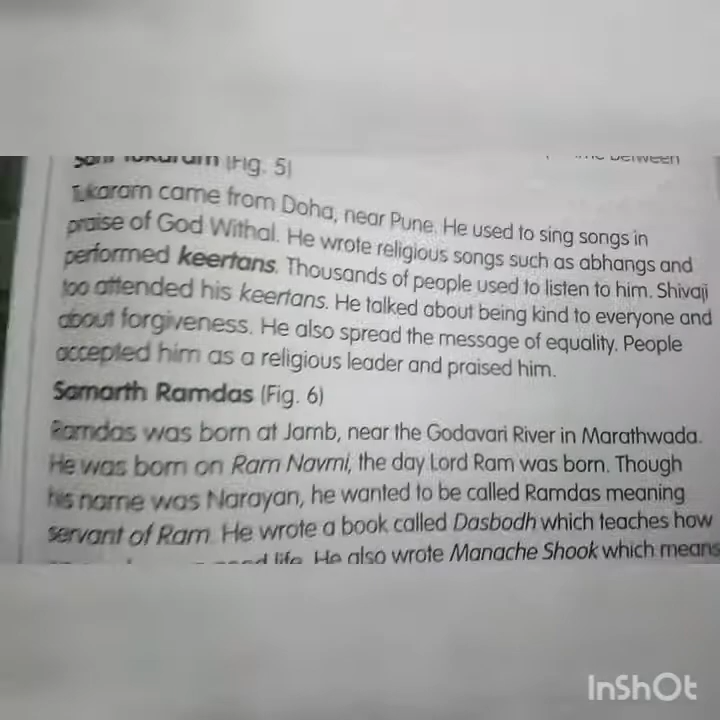 Sant Tukaram (Fig. 5)
between
Tukaram came from Doha, near Pune. He used to sing songs in
praise of God Withal. He wrote religious songs such as abhangs and
performed keertans. Thousands of people used to listen to him. Shivaji
too attended his keertans. He talked about being kind to everyone and
about forgiveness. He also spread the message of equality. People
accepted him as a religious leader and praised him.
Samarth Ramdas (Fig. 6)
Ramdas was born at Jamb, near the Godavari River in Marathwada.
He was born on Ram Navmi, the day Lord Ram was born. Though
his name was Narayan, he wanted to be called Ramdas meaning
servant of Ram. He wrote a book called Dasbodh which teaches how
good life. He also wrote Manache Shook which means
InShOt